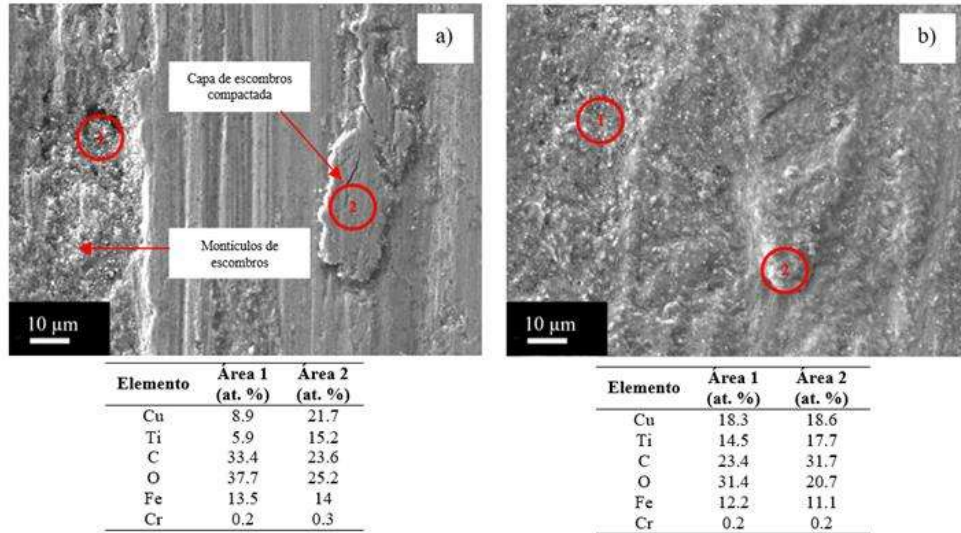 a)
Capa de escombros
compactada
1
2
Montículos de
escombros
10 µm
b)
1
2
10 µm
Elemento Área 1 (at. %) Área 2 (at. %)
Cu 8.9 21.7
Ti 5.9 15.2
C 33.4 23.6
O 37.7 25.2
Fe 13.5 14
Cr 0.2 0.3
Elemento Área 1 (at. %) Área 2 (at. %)
Cu 18.3 18.6
Ti 14.5 17.7
C 23.4 31.7
O 31.4 20.7
Fe 12.2 11.1
Cr 0.2 0.2